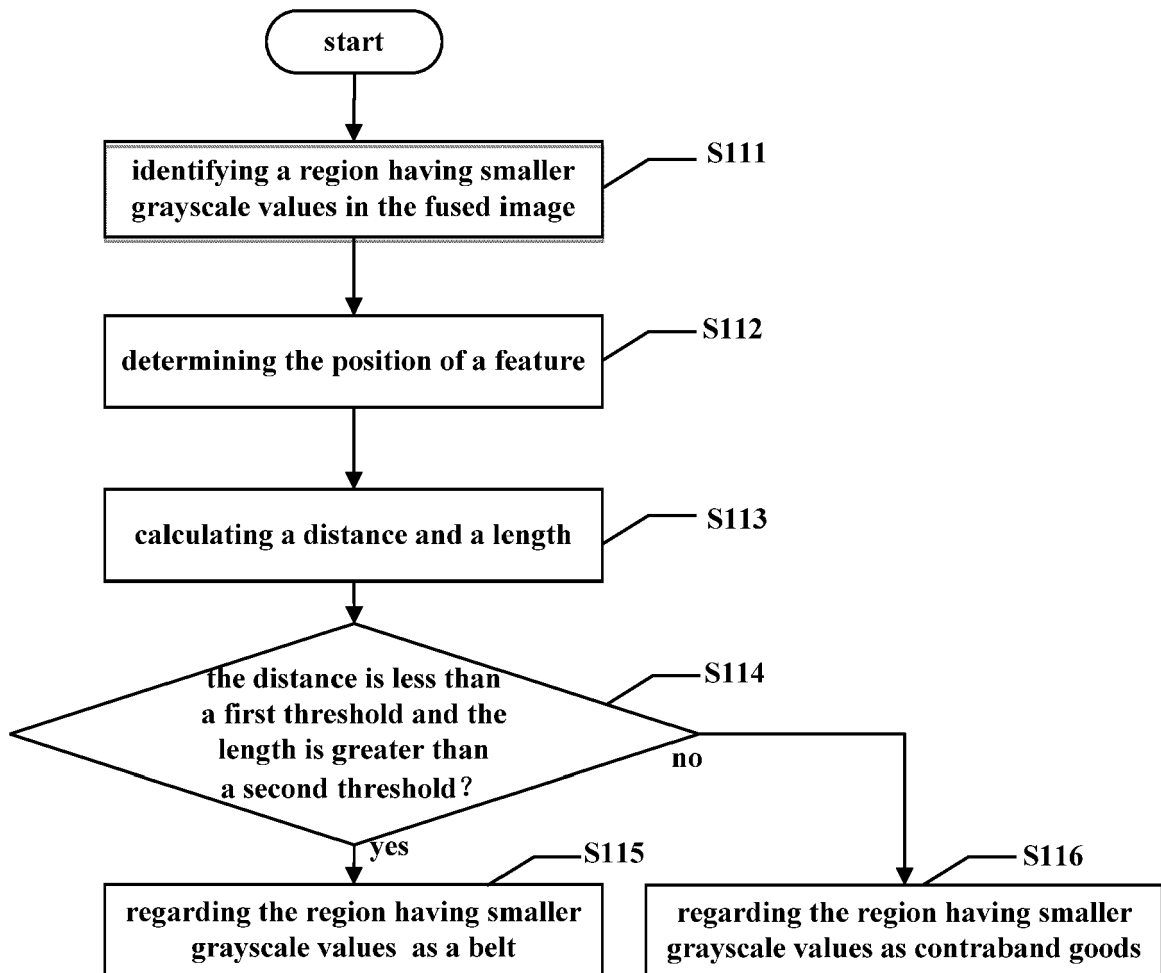 start
S111
identifying a region having smaller
grayscale values in the fused image
S112
determining the position of a feature
S113
calculating a distance and a length
S114
the distance is less than
a first threshold and the
length is greater than
a second threshold?
no
yes
S115
S116
regarding the region having smaller
grayscale values as a belt
regarding the region having smaller
grayscale values as contraband goods